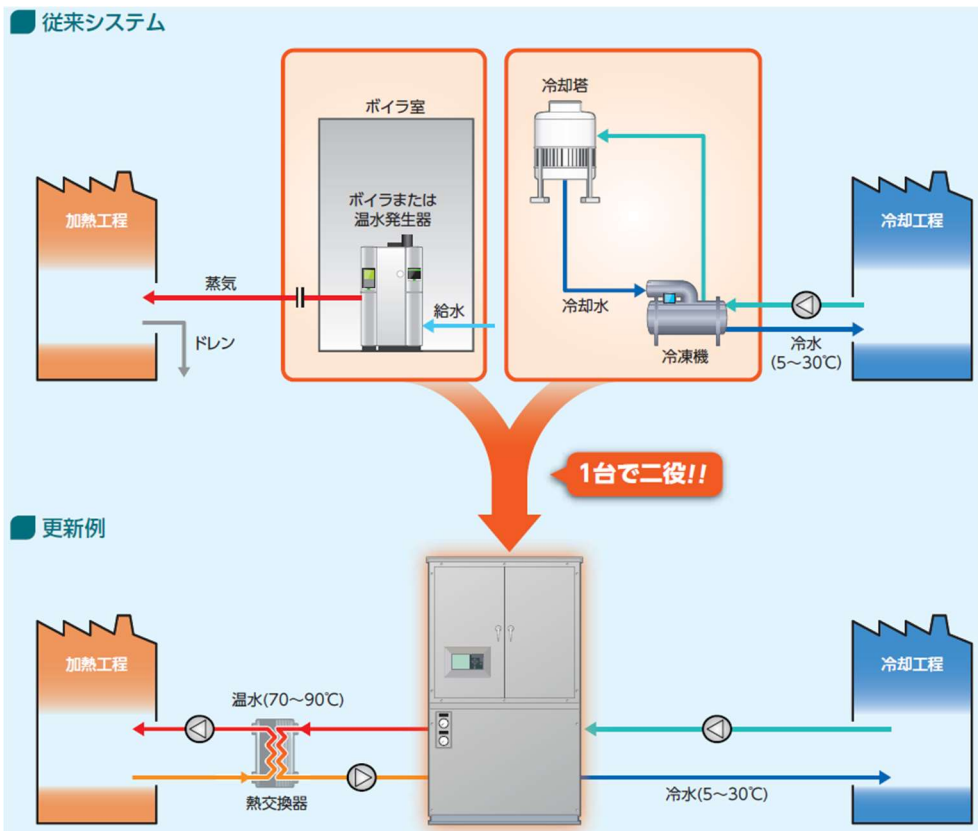 従来システム
ボイラ室
冷却塔
加熱工程
ボイラまたは
温水発生器
冷却工程
蒸気
給水
冷却水
ドレン
冷凍機
冷水
(5～30℃)
1台で二役!!
更新例
加熱工程
冷却工程
温水(70～90℃)
熱交換器
冷水(5～30℃)